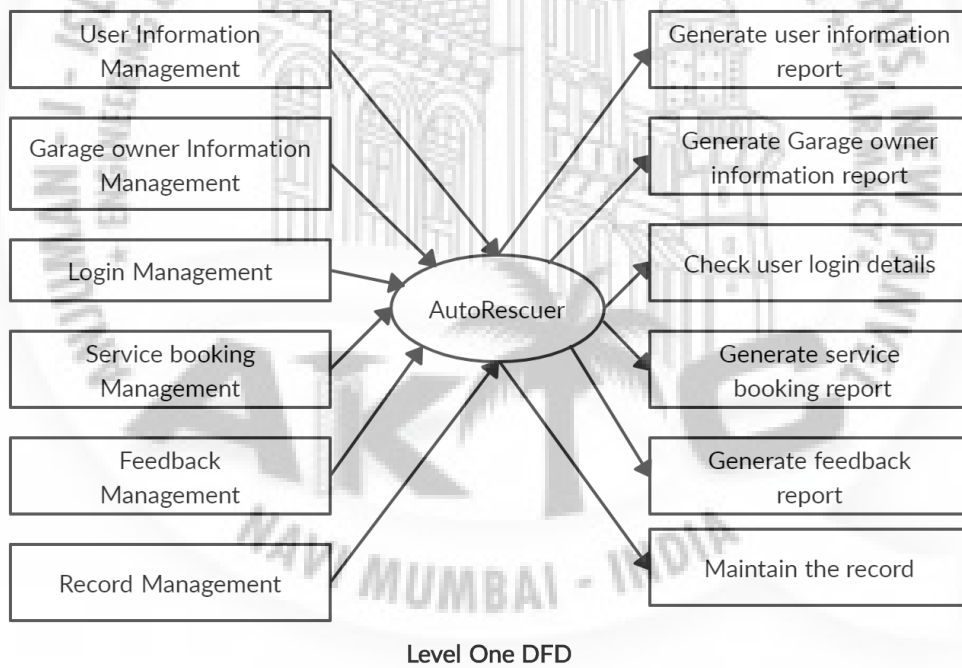 User Information
Management
Garage owner Information
Management
Login Management
Service booking
Management
Feedback
Management
Record Management
AutoRescuer
Generate user information
report
Generate Garage owner
information report
Check user login details
Generate service
booking report
Generate feedback
report
Maintain the record
Level One DFD
AKTC
NAVI MUMBAI - INDIA